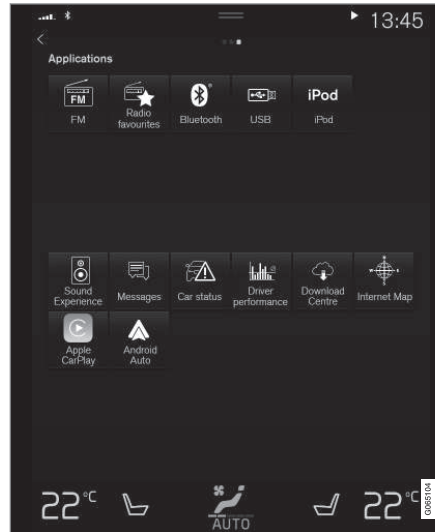 13:45
Applications
FM
FM
Radio
favourites
Bluetooth
USB
iPod
iPod
Sound
Experience
Messages
Car status
Driver
performance
Download
Centre
Internet Map
Apple
CarPlay
Android
Auto
22°C
AUTO
22°C
G065104